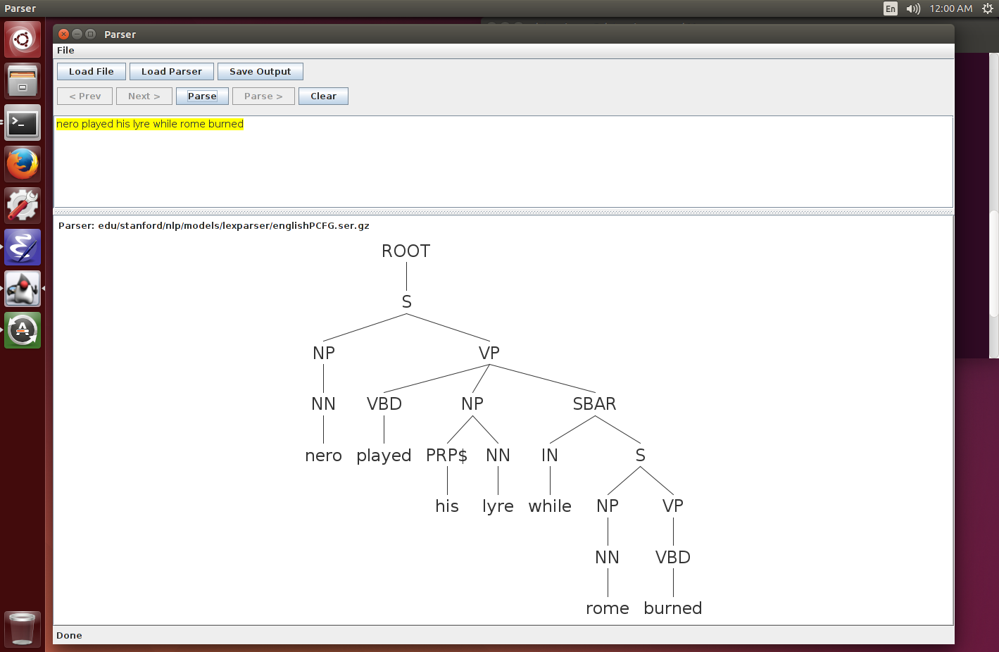 Parser
En 12:00 AM
Parser
File
Load File Load Parser Save Output
< Prev Next > Parse Parse > Clear
nero played his lyre while rome burned
Parser: edu/stanford/nlp/models/lexparser/englishPCFG.ser.gz
ROOT
S
NP VP
NN VBD NP SBAR
nero played PRP$ NN IN S
his lyre while NP VP
NN VBD
rome burned
Done